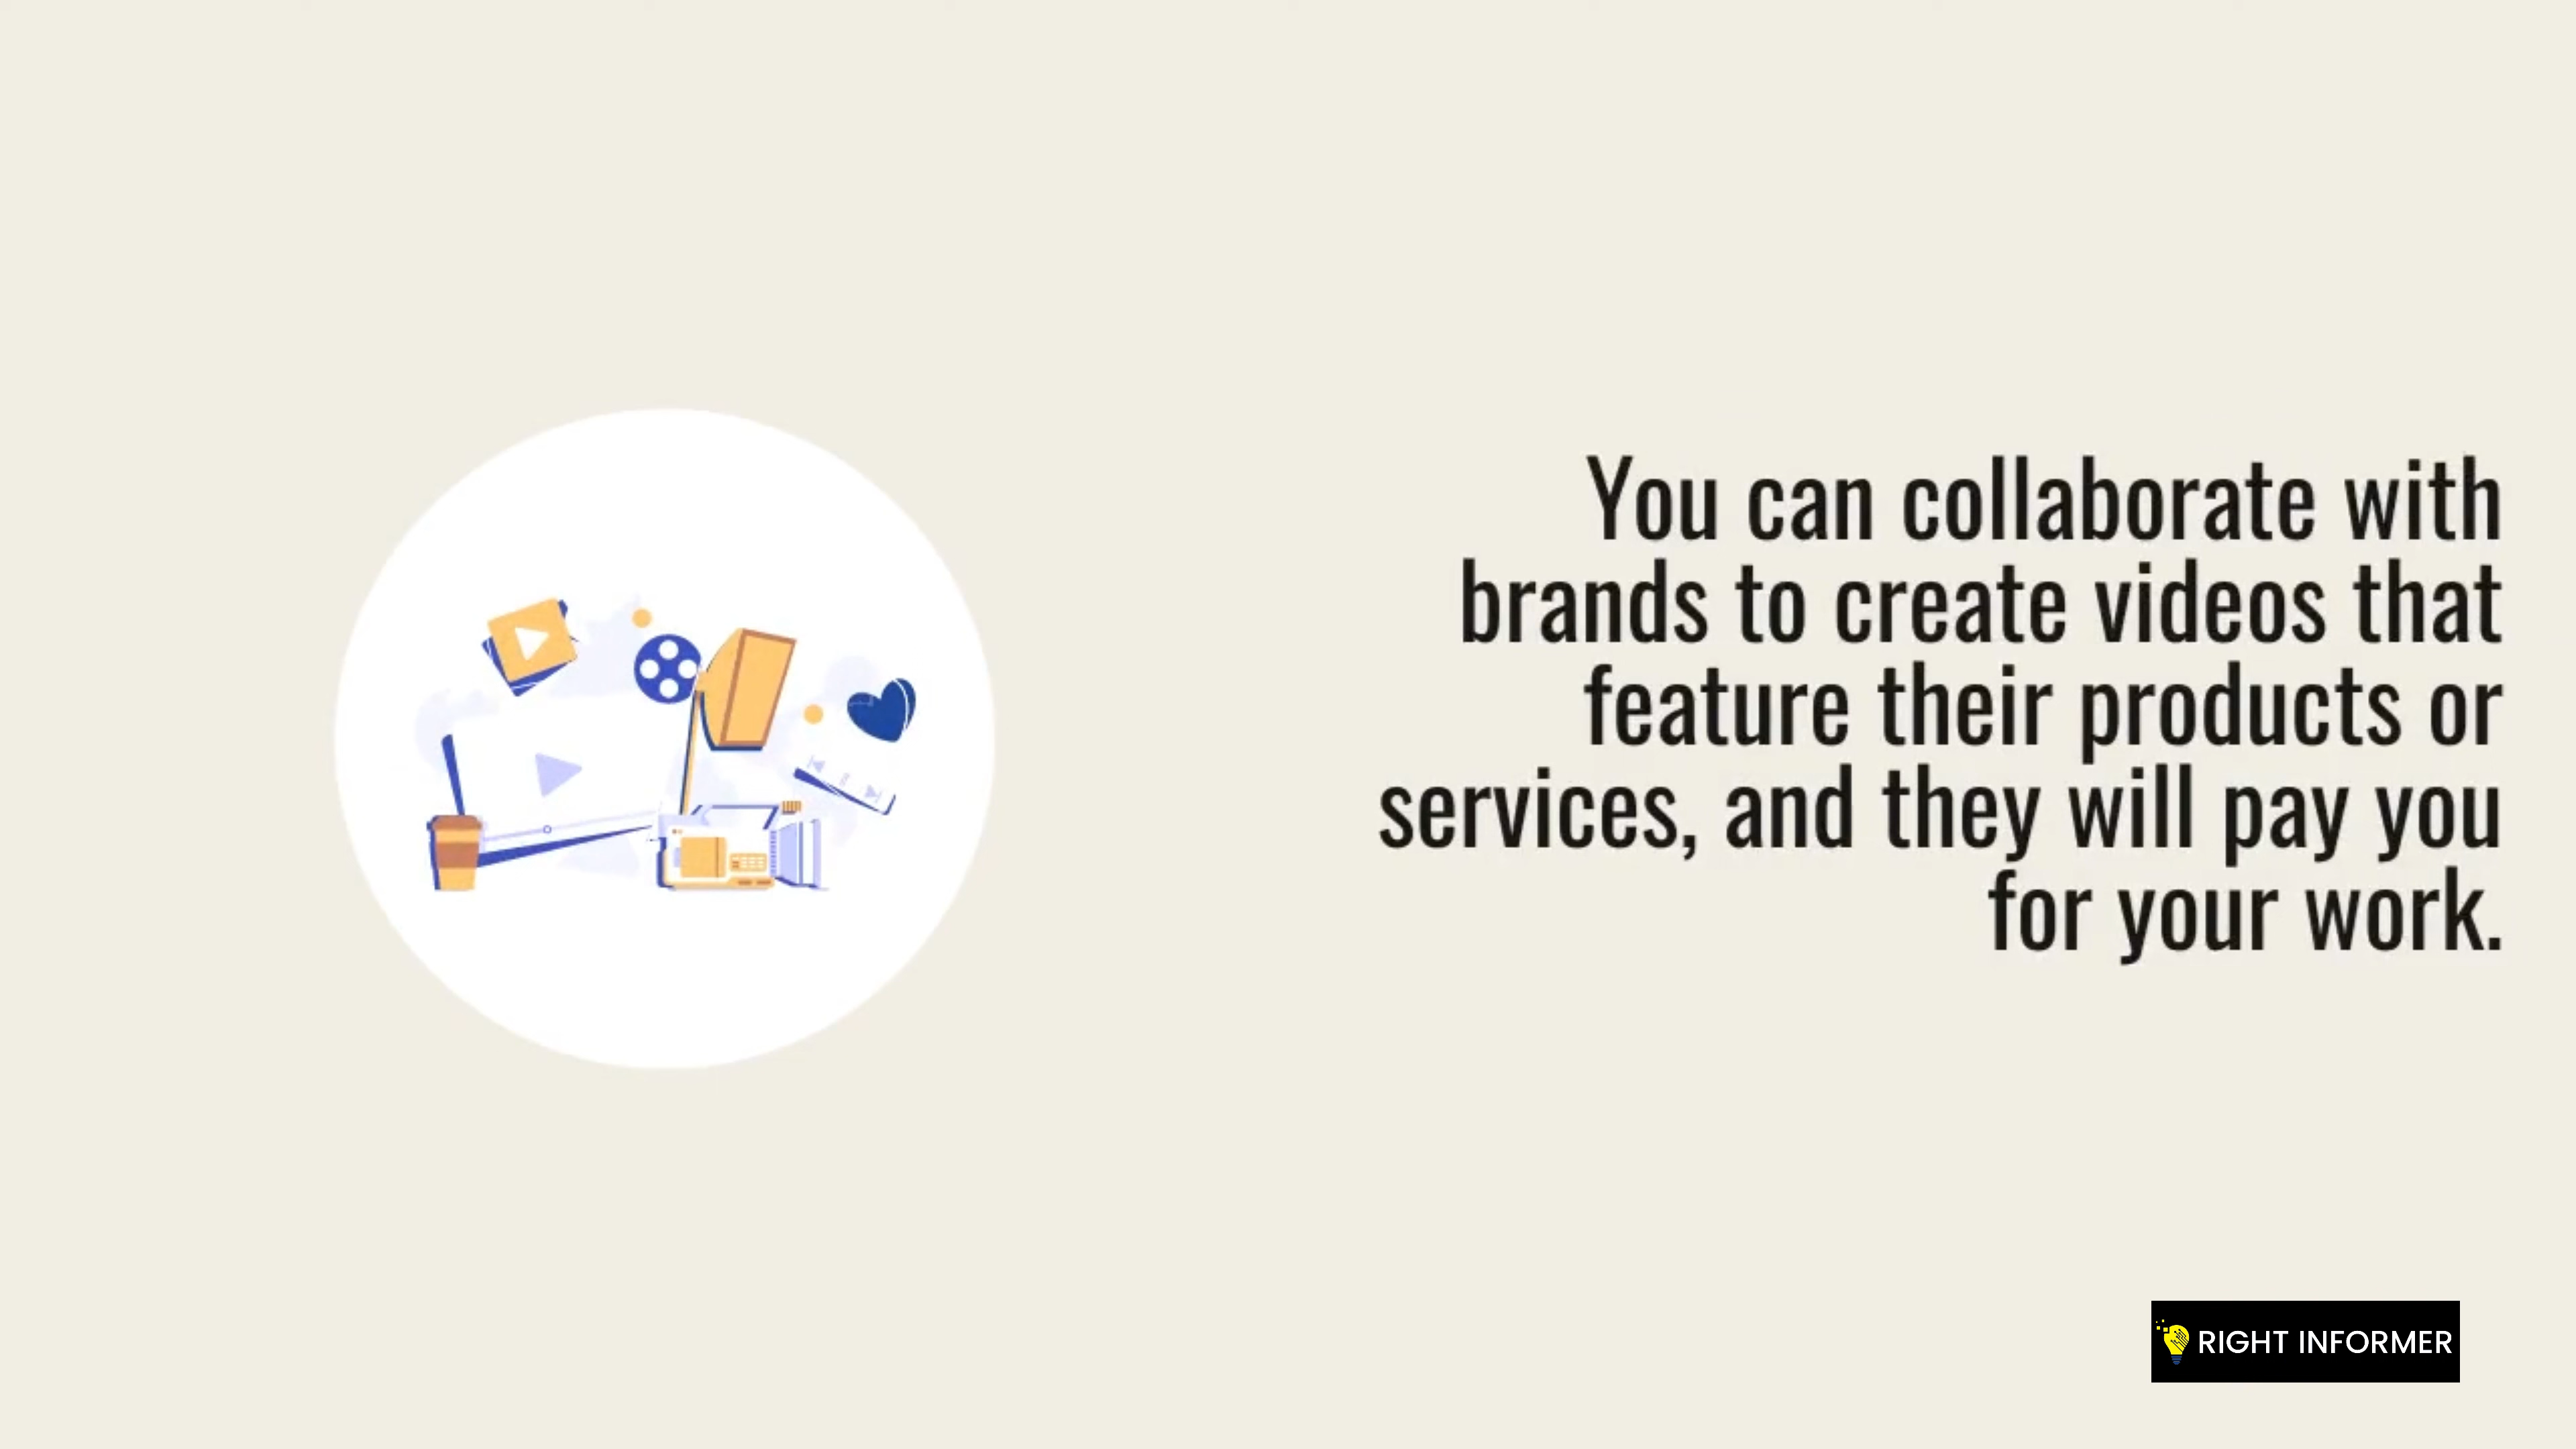 You can collaborate with
brands to create videos that
feature their products or
services, and they will pay you
for your work.
RIGHT INFORMER